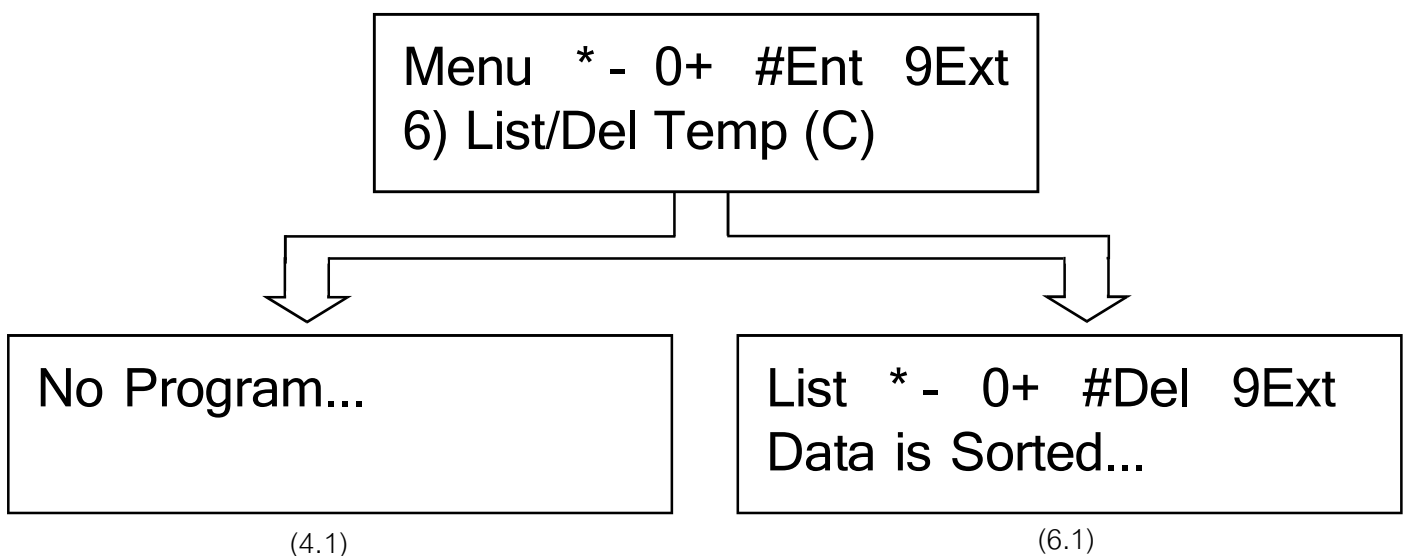 Menu * - 0+ #Ent 9Ext
6) List/Del Temp (C)
No Program...
(4.1)
List * - 0+ #Del 9Ext
Data is Sorted...
(6.1)